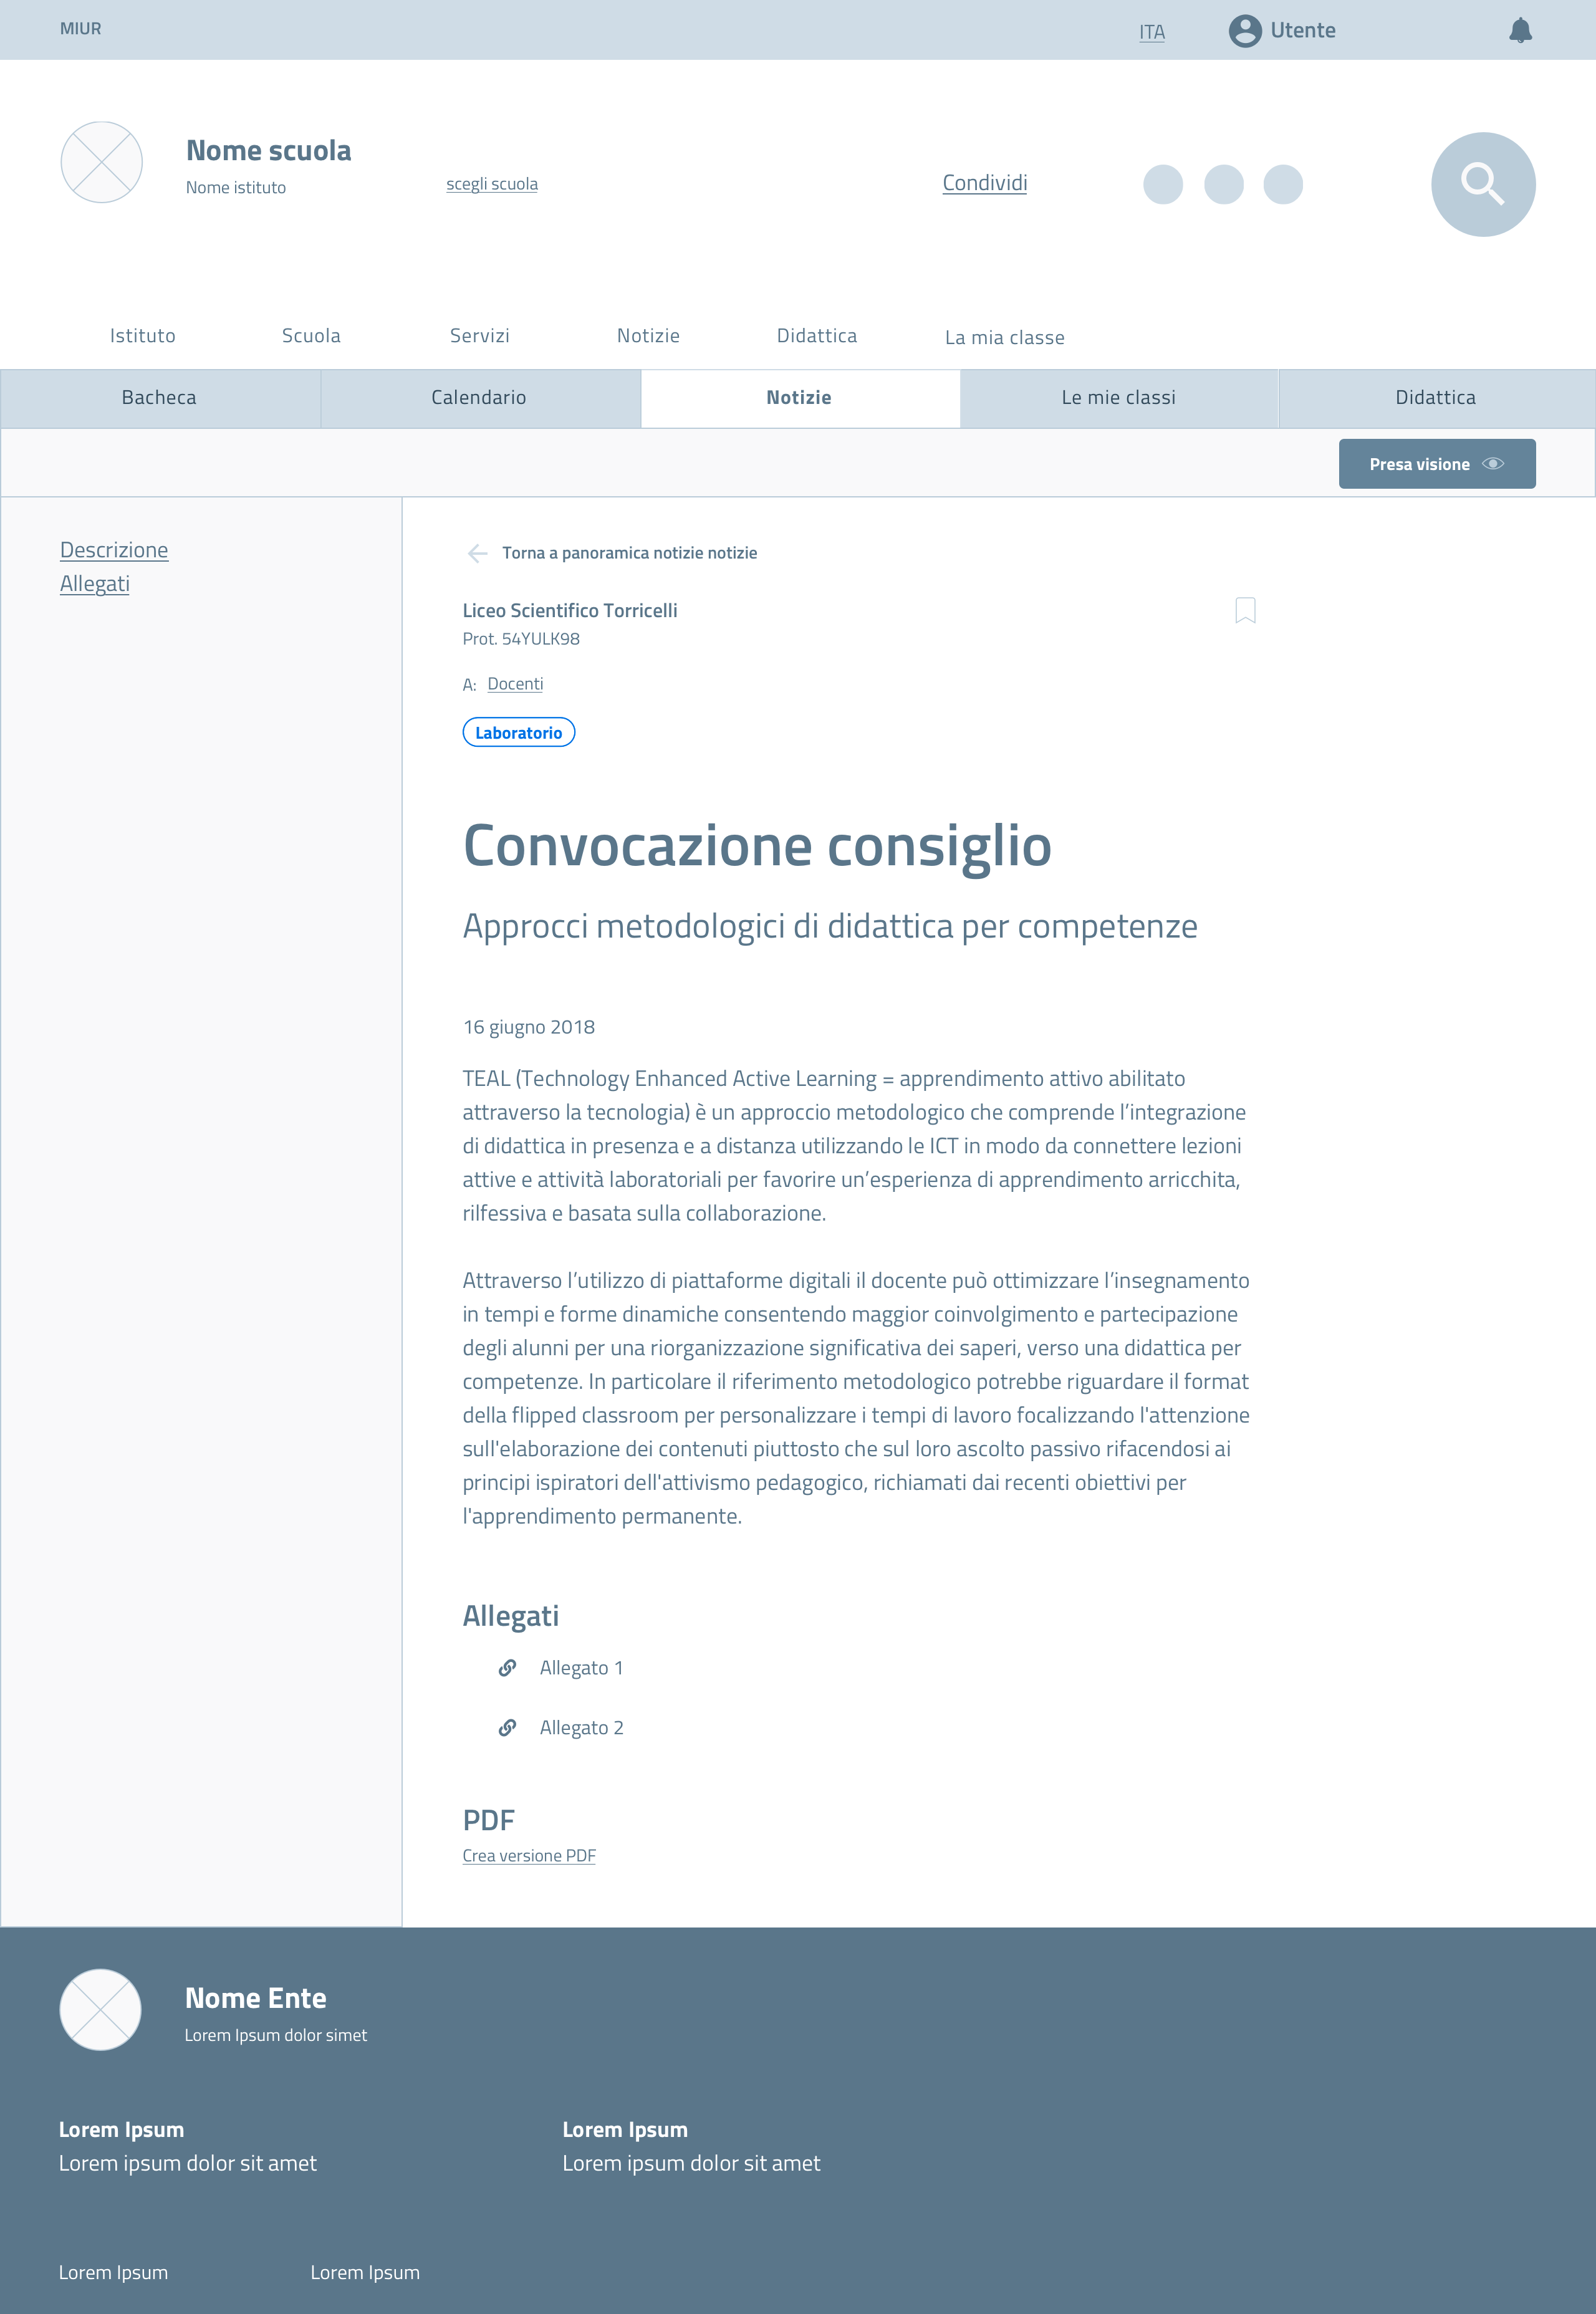 MIUR
ITA
Utente
Nome scuola
Nome istituto
scegli scuola
Condividi
Istituto
Scuola
Servizi
Notizie
Didattica
La mia classe
Bacheca
Calendario
Notizie
Le mie classi
Didattica
Presa visione
Descrizione
Allegati
Torna a panoramica notizie notizie
Liceo Scientifico Torricelli
Prot. 54YULK98
A: Docenti
Laboratorio
Convocazione consiglio
Approcci metodologici di didattica per competenze
16 giugno 2018
TEAL (Technology Enhanced Active Learning = apprendimento attivo abilitato
attraverso la tecnologia) è un approccio metodologico che comprende l’integrazione
di didattica in presenza e a distanza utilizzando le ICT in modo da connettere lezioni
attive e attività laboratoriali per favorire un’esperienza di apprendimento arricchita,
rilfessiva e basata sulla collaborazione.
Attraverso l’utilizzo di piattaforme digitali il docente può ottimizzare l’insegnamento
in tempi e forme dinamiche consentendo maggior coinvolgimento e partecipazione
degli alunni per una riorganizzazione significativa dei saperi, verso una didattica per
competenze. In particolare il riferimento metodologico potrebbe riguardare il format
della flipped classroom per personalizzare i tempi di lavoro focalizzando l'attenzione
sull'elaborazione dei contenuti piuttosto che sul loro ascolto passivo rifacendosi ai
principi ispiratori dell'attivismo pedagogico, richiamati dai recenti obiettivi per
l'apprendimento permanente.
Allegati
Allegato 1
Allegato 2
PDF
Crea versione PDF
Nome Ente
Lorem Ipsum dolor simet
Lorem Ipsum
Lorem ipsum dolor sit amet
Lorem Ipsum
Lorem ipsum dolor sit amet
Lorem Ipsum
Lorem Ipsum